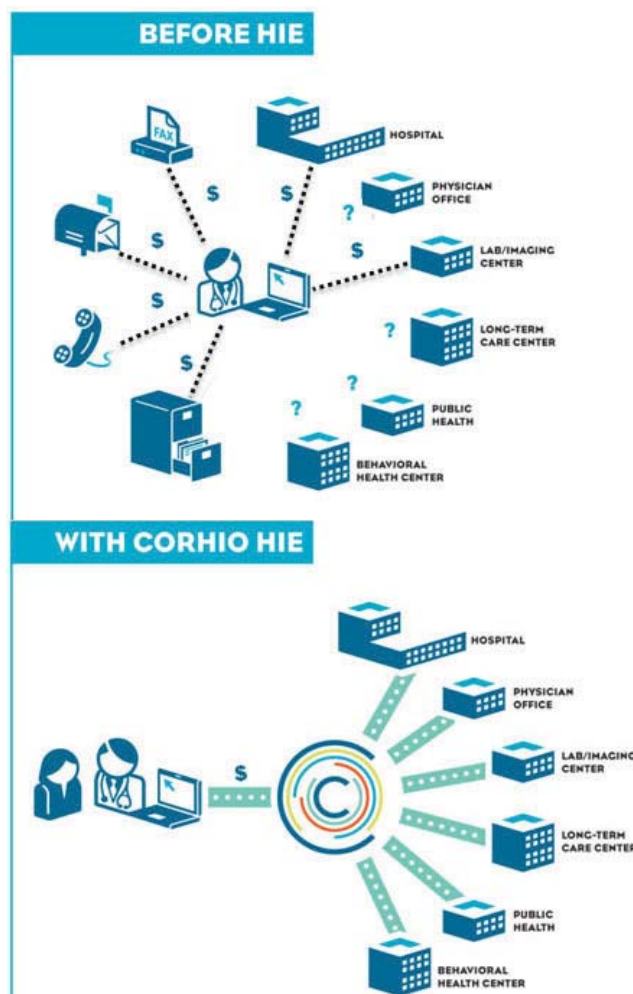 BEFORE HIE
FAX
HOSPITAL
$
$
PHYSICIAN
OFFICE
?
$
$
LAB/IMAGING
CENTER
$
?
LONG-TERM
CARE CENTER
$
?
?
PUBLIC
HEALTH
BEHAVIORAL
HEALTH CENTER
WITH CORHIO HIE
HOSPITAL
PHYSICIAN
OFFICE
$
LAB/IMAGING
CENTER
LONG-TERM
CARE CENTER
PUBLIC
HEALTH
BEHAVIORAL
HEALTH CENTER